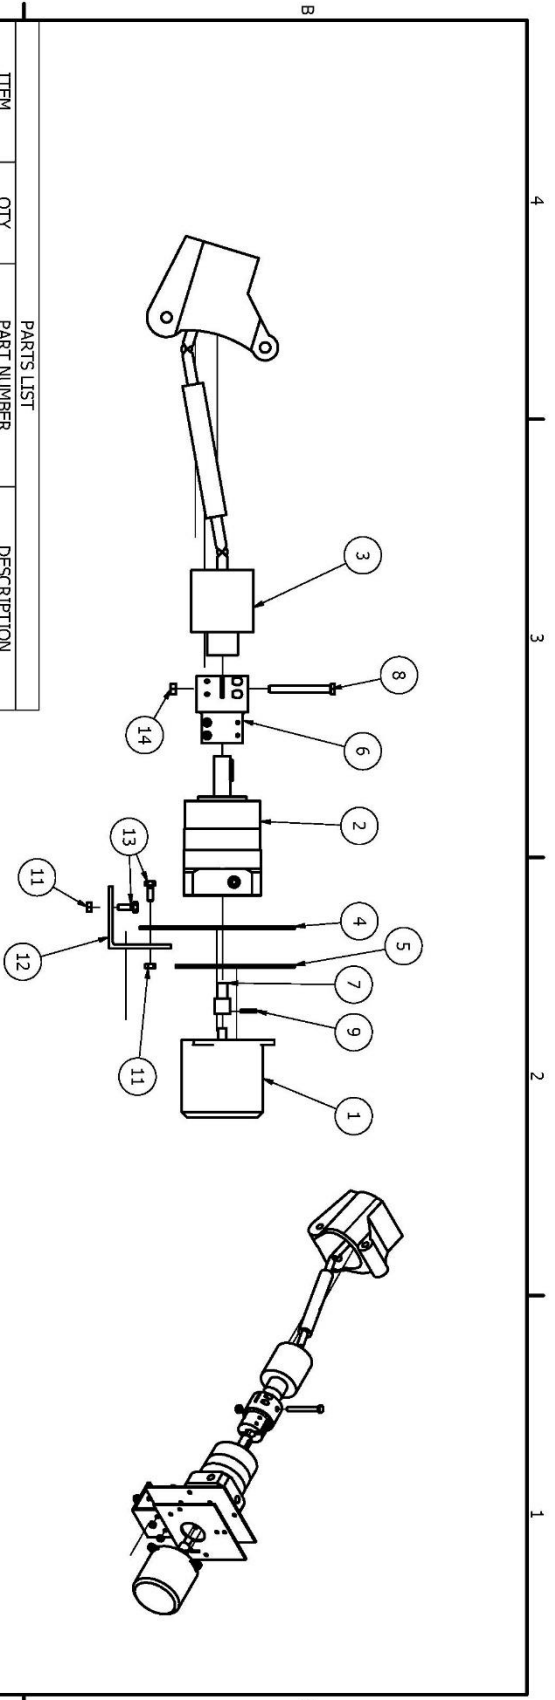 4 3 2 1
B
8 5
3 6 2 4 7 9 1
14 13 11
11 12
PARTS LIST
ITEM QTY PART NUMBER DESCRIPTION